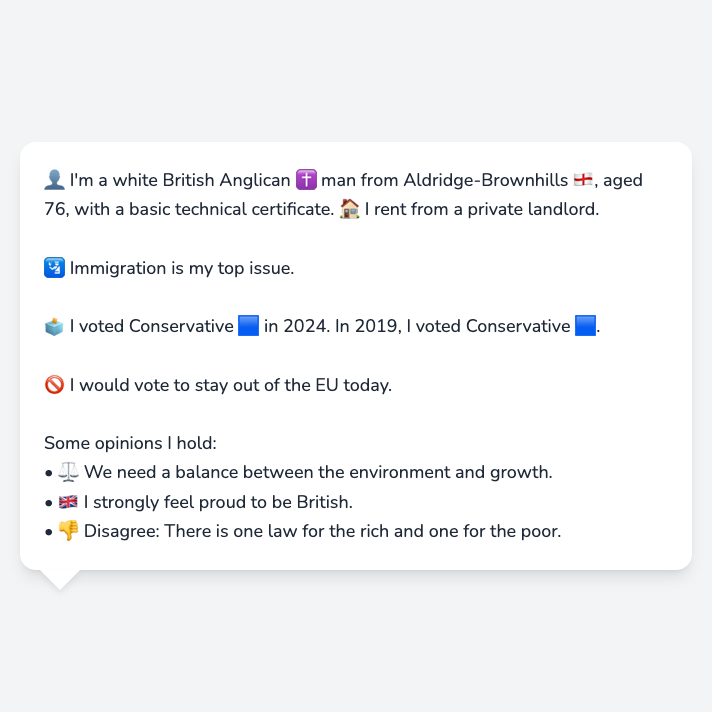 👤 I'm a white British Anglican ✝️ man from Aldridge-Brownhills 🏴󠁧󠁢󠁥󠁮󠁧󠁿, aged
76, with a basic technical certificate. 🏠 I rent from a private landlord.
🛂 Immigration is my top issue.
🗳️ I voted Conservative 🟦 in 2024. In 2019, I voted Conservative 🟦.
🚫 I would vote to stay out of the EU today.
Some opinions I hold:
• ⚖️ We need a balance between the environment and growth.
• 🇬🇧 I strongly feel proud to be British.
• 👎 Disagree: There is one law for the rich and one for the poor.